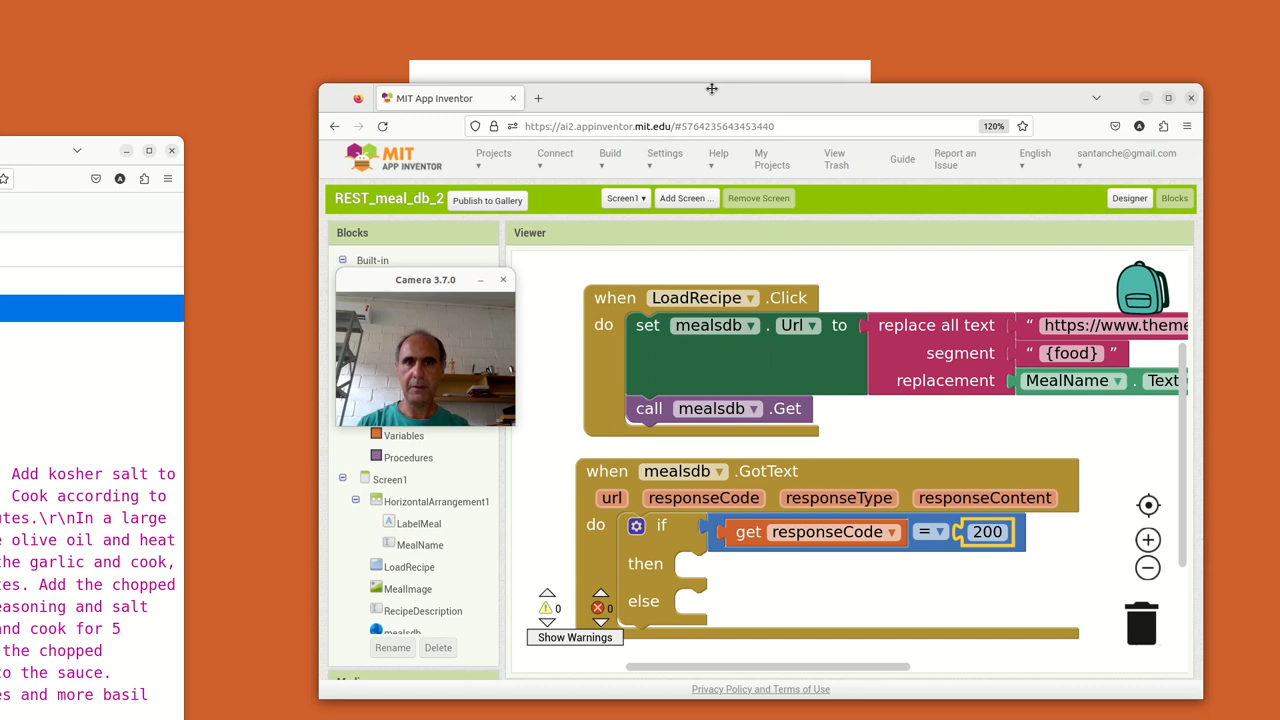 Add kosher salt to
Cook according to
tes.\r\nIn a large
olive oil and heat
the garlic and cook,
tes. Add the chopped
easoning and salt
and cook for 5
the chopped
to the sauce.
es and more basil
MIT App Inventor
https://ai2.appinventor.mit.edu/#5764235643453440
120%
MIT
APP INVENTOR
Projects
Connect
Build
Settings
Help
My Projects
View Trash
Guide
Report an Issue
English
santanche@gmail.com
REST_meal_db_2
Publish to Gallery
Screen1
Add Screen ...
Remove Screen
Designer
Blocks
Blocks
Viewer
Built-in
Camera 3.7.0
Variables
Procedures
Screen1
HorizontalArrangement1
LabelMeal
MealName
LoadRecipe
MealImage
RecipeDescription
mealsdb
Rename
Delete
when LoadRecipe .Click
do set mealsdb . Url to replace all text “ https://www.theme
segment “ {food} ”
replacement MealName . Text
call mealsdb .Get
when mealsdb .GotText
url responseCode responseType responseContent
do if get responseCode = 200
then
else
0
0
Show Warnings
Privacy Policy and Terms of Use